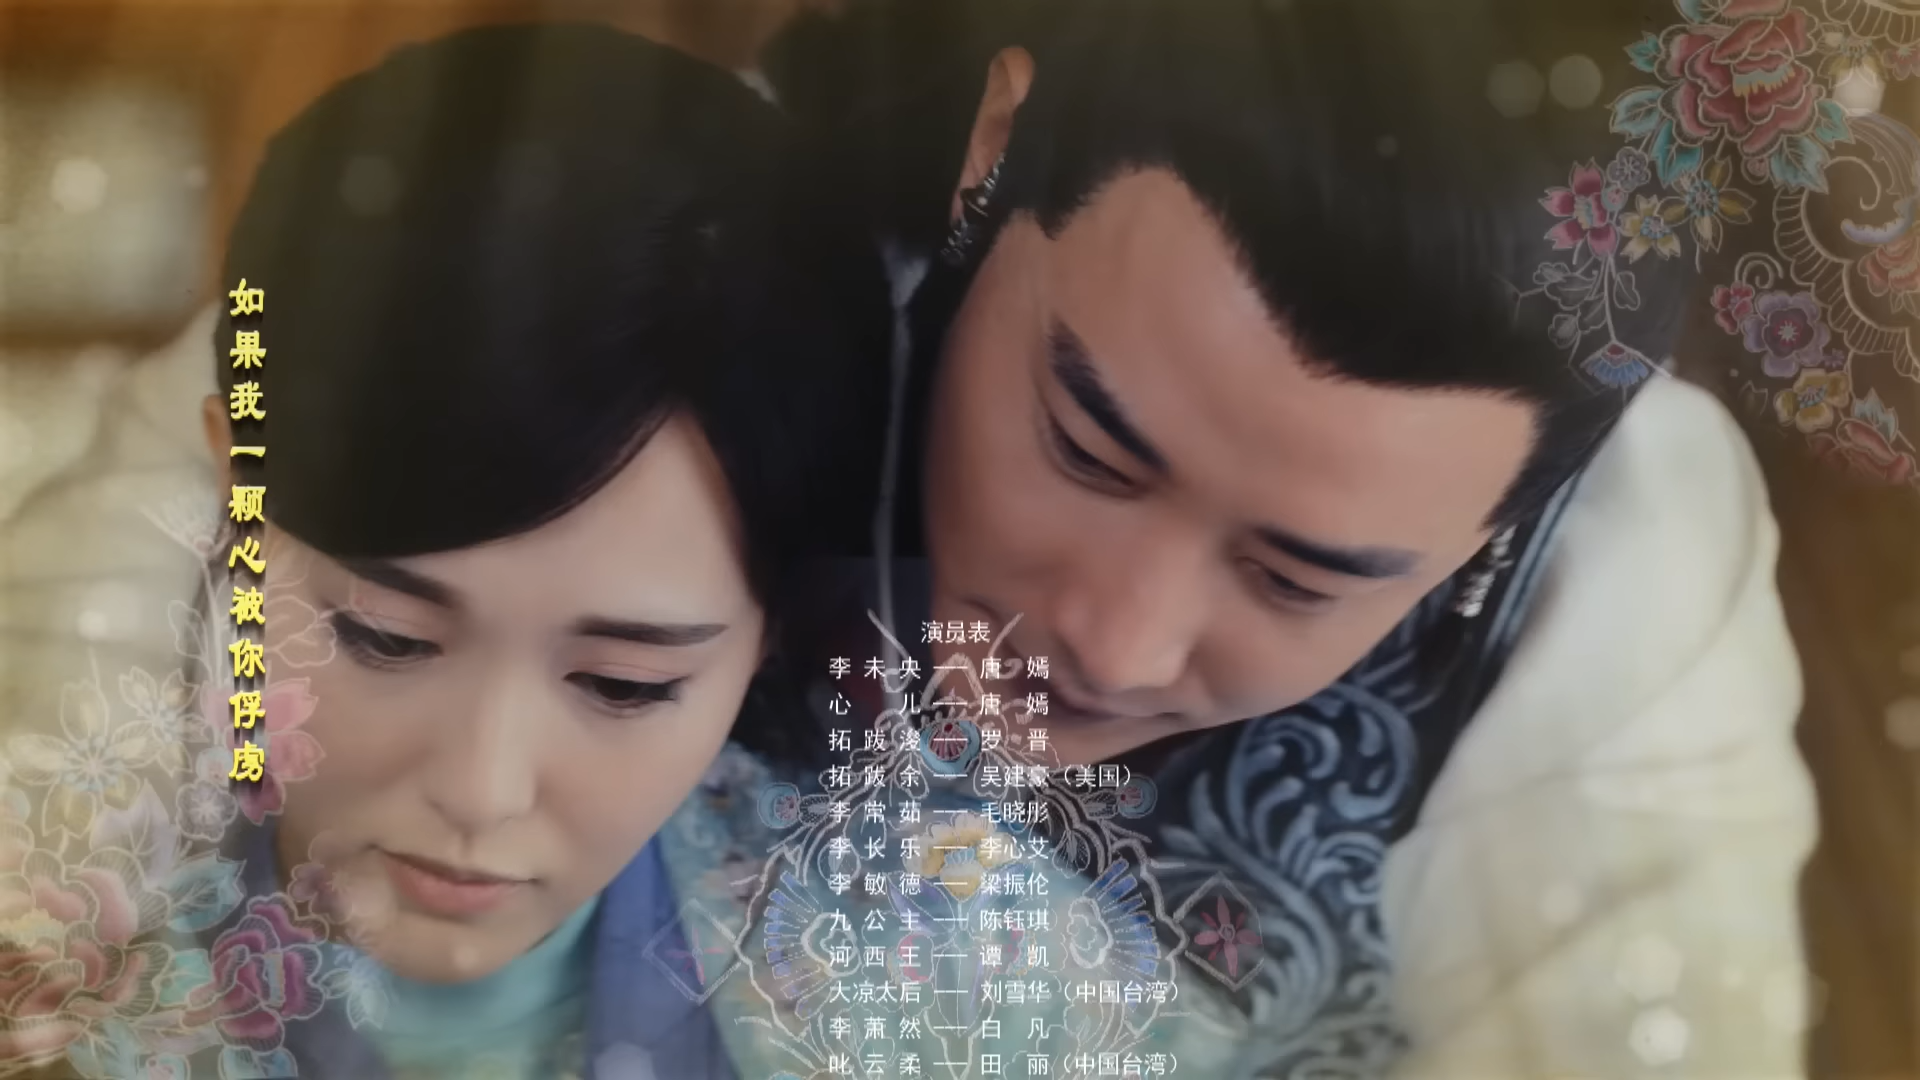 如果我一颗心被你俘虏
演员表
李未央——唐嫣
心儿——唐嫣
拓跋浚——罗晋
拓跋余——吴建豪（美国）
李常茹——毛晓彤
李长乐——李心艾
李敏德——梁振伦
九公主——陈钰琪
河西王——谭凯
大凉太后——刘雪华（中国台湾）
李萧然——白凡
叱云柔——田丽（中国台湾）